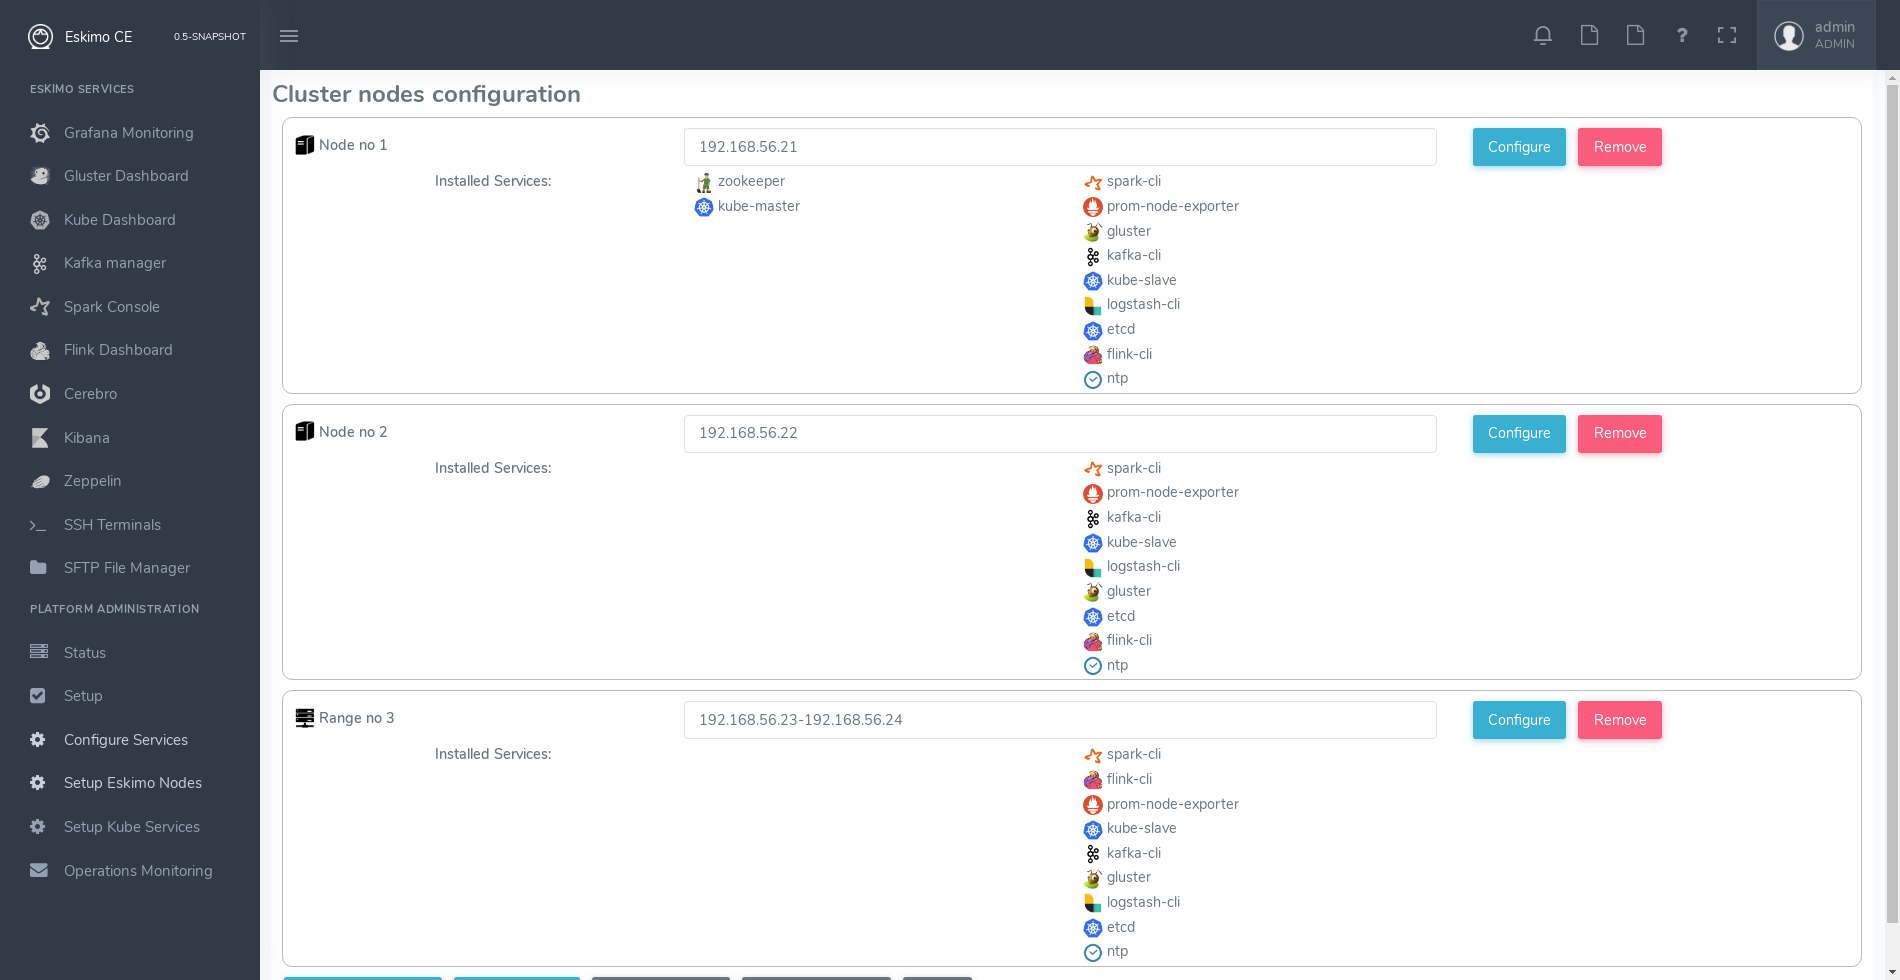 Eskimo CE 0.5-SNAPSHOT
? admin
ADMIN
ESKIMO SERVICES
Grafana Monitoring
Gluster Dashboard
Kube Dashboard
Kafka manager
Spark Console
Flink Dashboard
Cerebro
Kibana
Zeppelin
SSH Terminals
SFTP File Manager
PLATFORM ADMINISTRATION
Status
Setup
Configure Services
Setup Eskimo Nodes
Setup Kube Services
Operations Monitoring
Cluster nodes configuration
Node no 1 192.168.56.21 Configure Remove
Installed Services: zookeeper spark-cli
kube-master prom-node-exporter
gluster
kafka-cli
kube-slave
logstash-cli
etcd
flink-cli
ntp
Node no 2 192.168.56.22 Configure Remove
Installed Services: spark-cli
prom-node-exporter
kafka-cli
kube-slave
logstash-cli
gluster
etcd
flink-cli
ntp
Range no 3 192.168.56.23-192.168.56.24 Configure Remove
Installed Services: spark-cli
flink-cli
prom-node-exporter
kube-slave
kafka-cli
gluster
logstash-cli
etcd
ntp